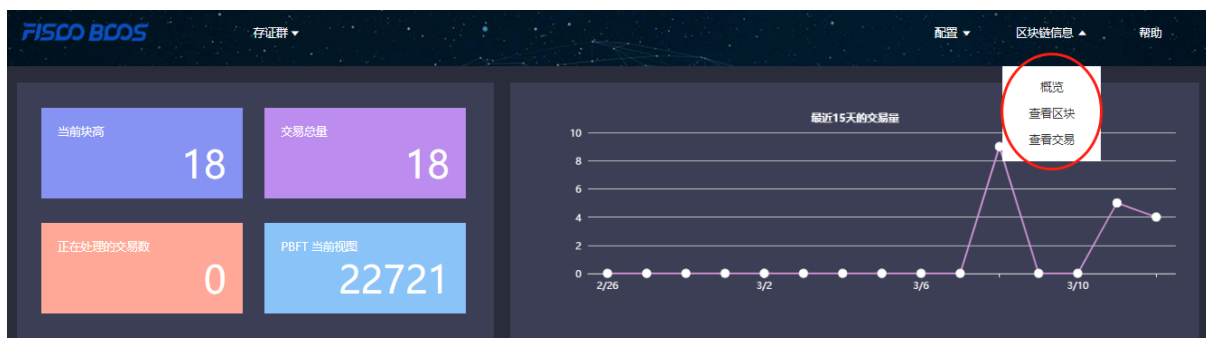 FISCO BCOS 存证群 配置 区块链信息 帮助
概览
查看区块
查看交易
当前块高
18
交易总量
18
正在处理的交易数
0
PBFT 当前视图
22721
最近15天的交易量
10
8
6
4
2
0
2/26 3/2 3/6 3/10